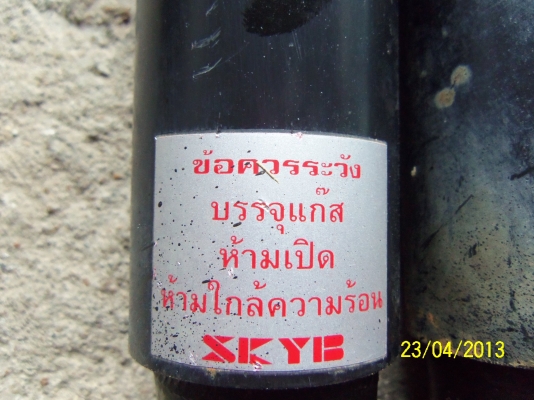 ข้อควรระวัง
บรรจุแก๊ส
ห้ามเปิด
ห้ามใกล้ความร้อน
SKYB
23/04/2013